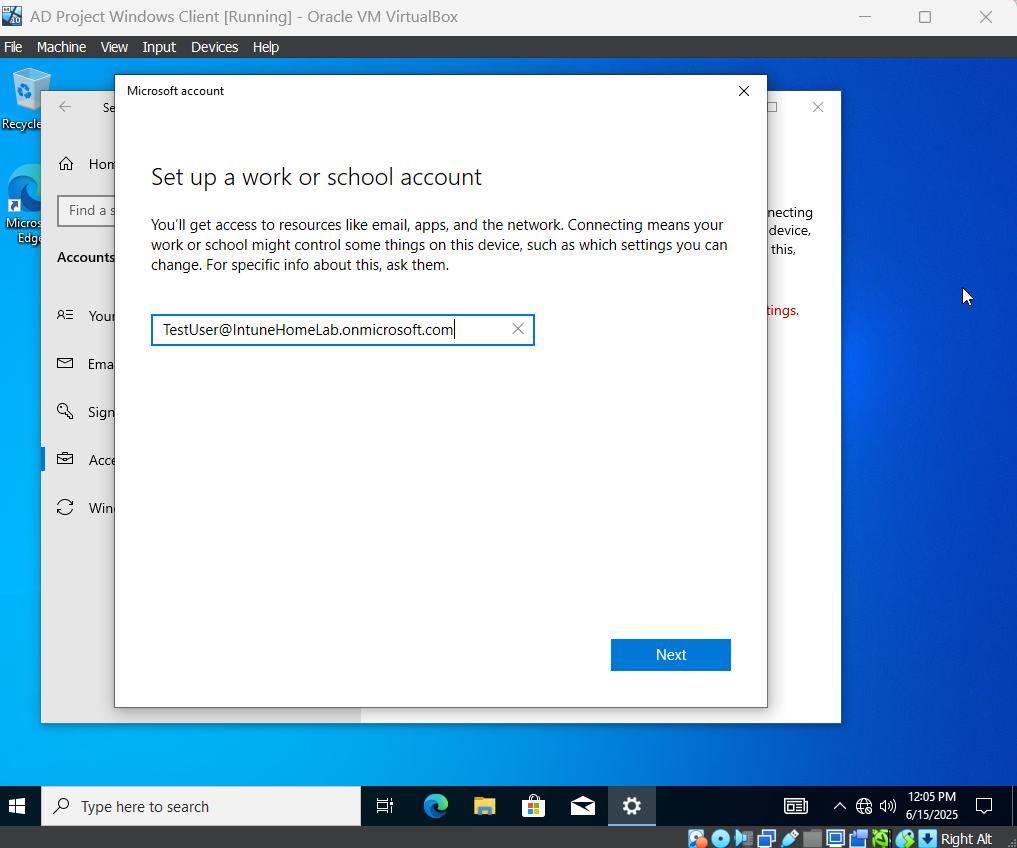 AD Project Windows Client [Running] - Oracle VM VirtualBox
File Machine View Input Devices Help
Recycle
Micros
Edge
Se
Hom
Find a s
Accounts
Your
Ema
Sign
Acce
Win
Microsoft account
Set up a work or school account
You'll get access to resources like email, apps, and the network. Connecting means your
work or school might control some things on this device, such as which settings you can
change. For specific info about this, ask them.
TestUser@IntuneHomeLab.onmicrosoft.com
Next
necting
device,
this,
tings.
Type here to search
12:05 PM
6/15/2025
Right Alt